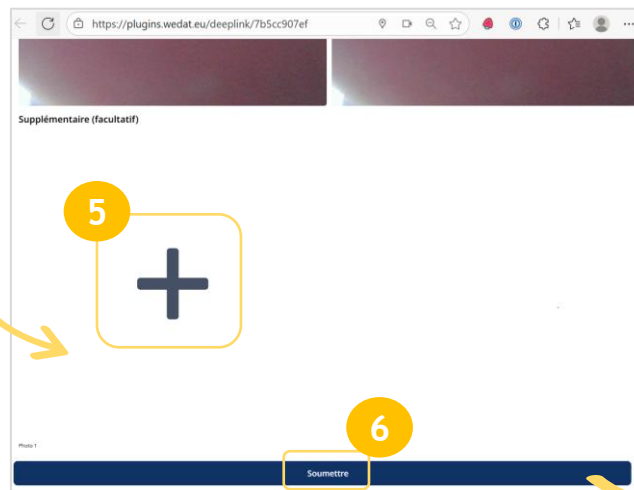 https://plugins.wedat.eu/deeplink/7b5cc907ef
Supplémentaire (facultatif)
5
6
Photo 1
Soumettre